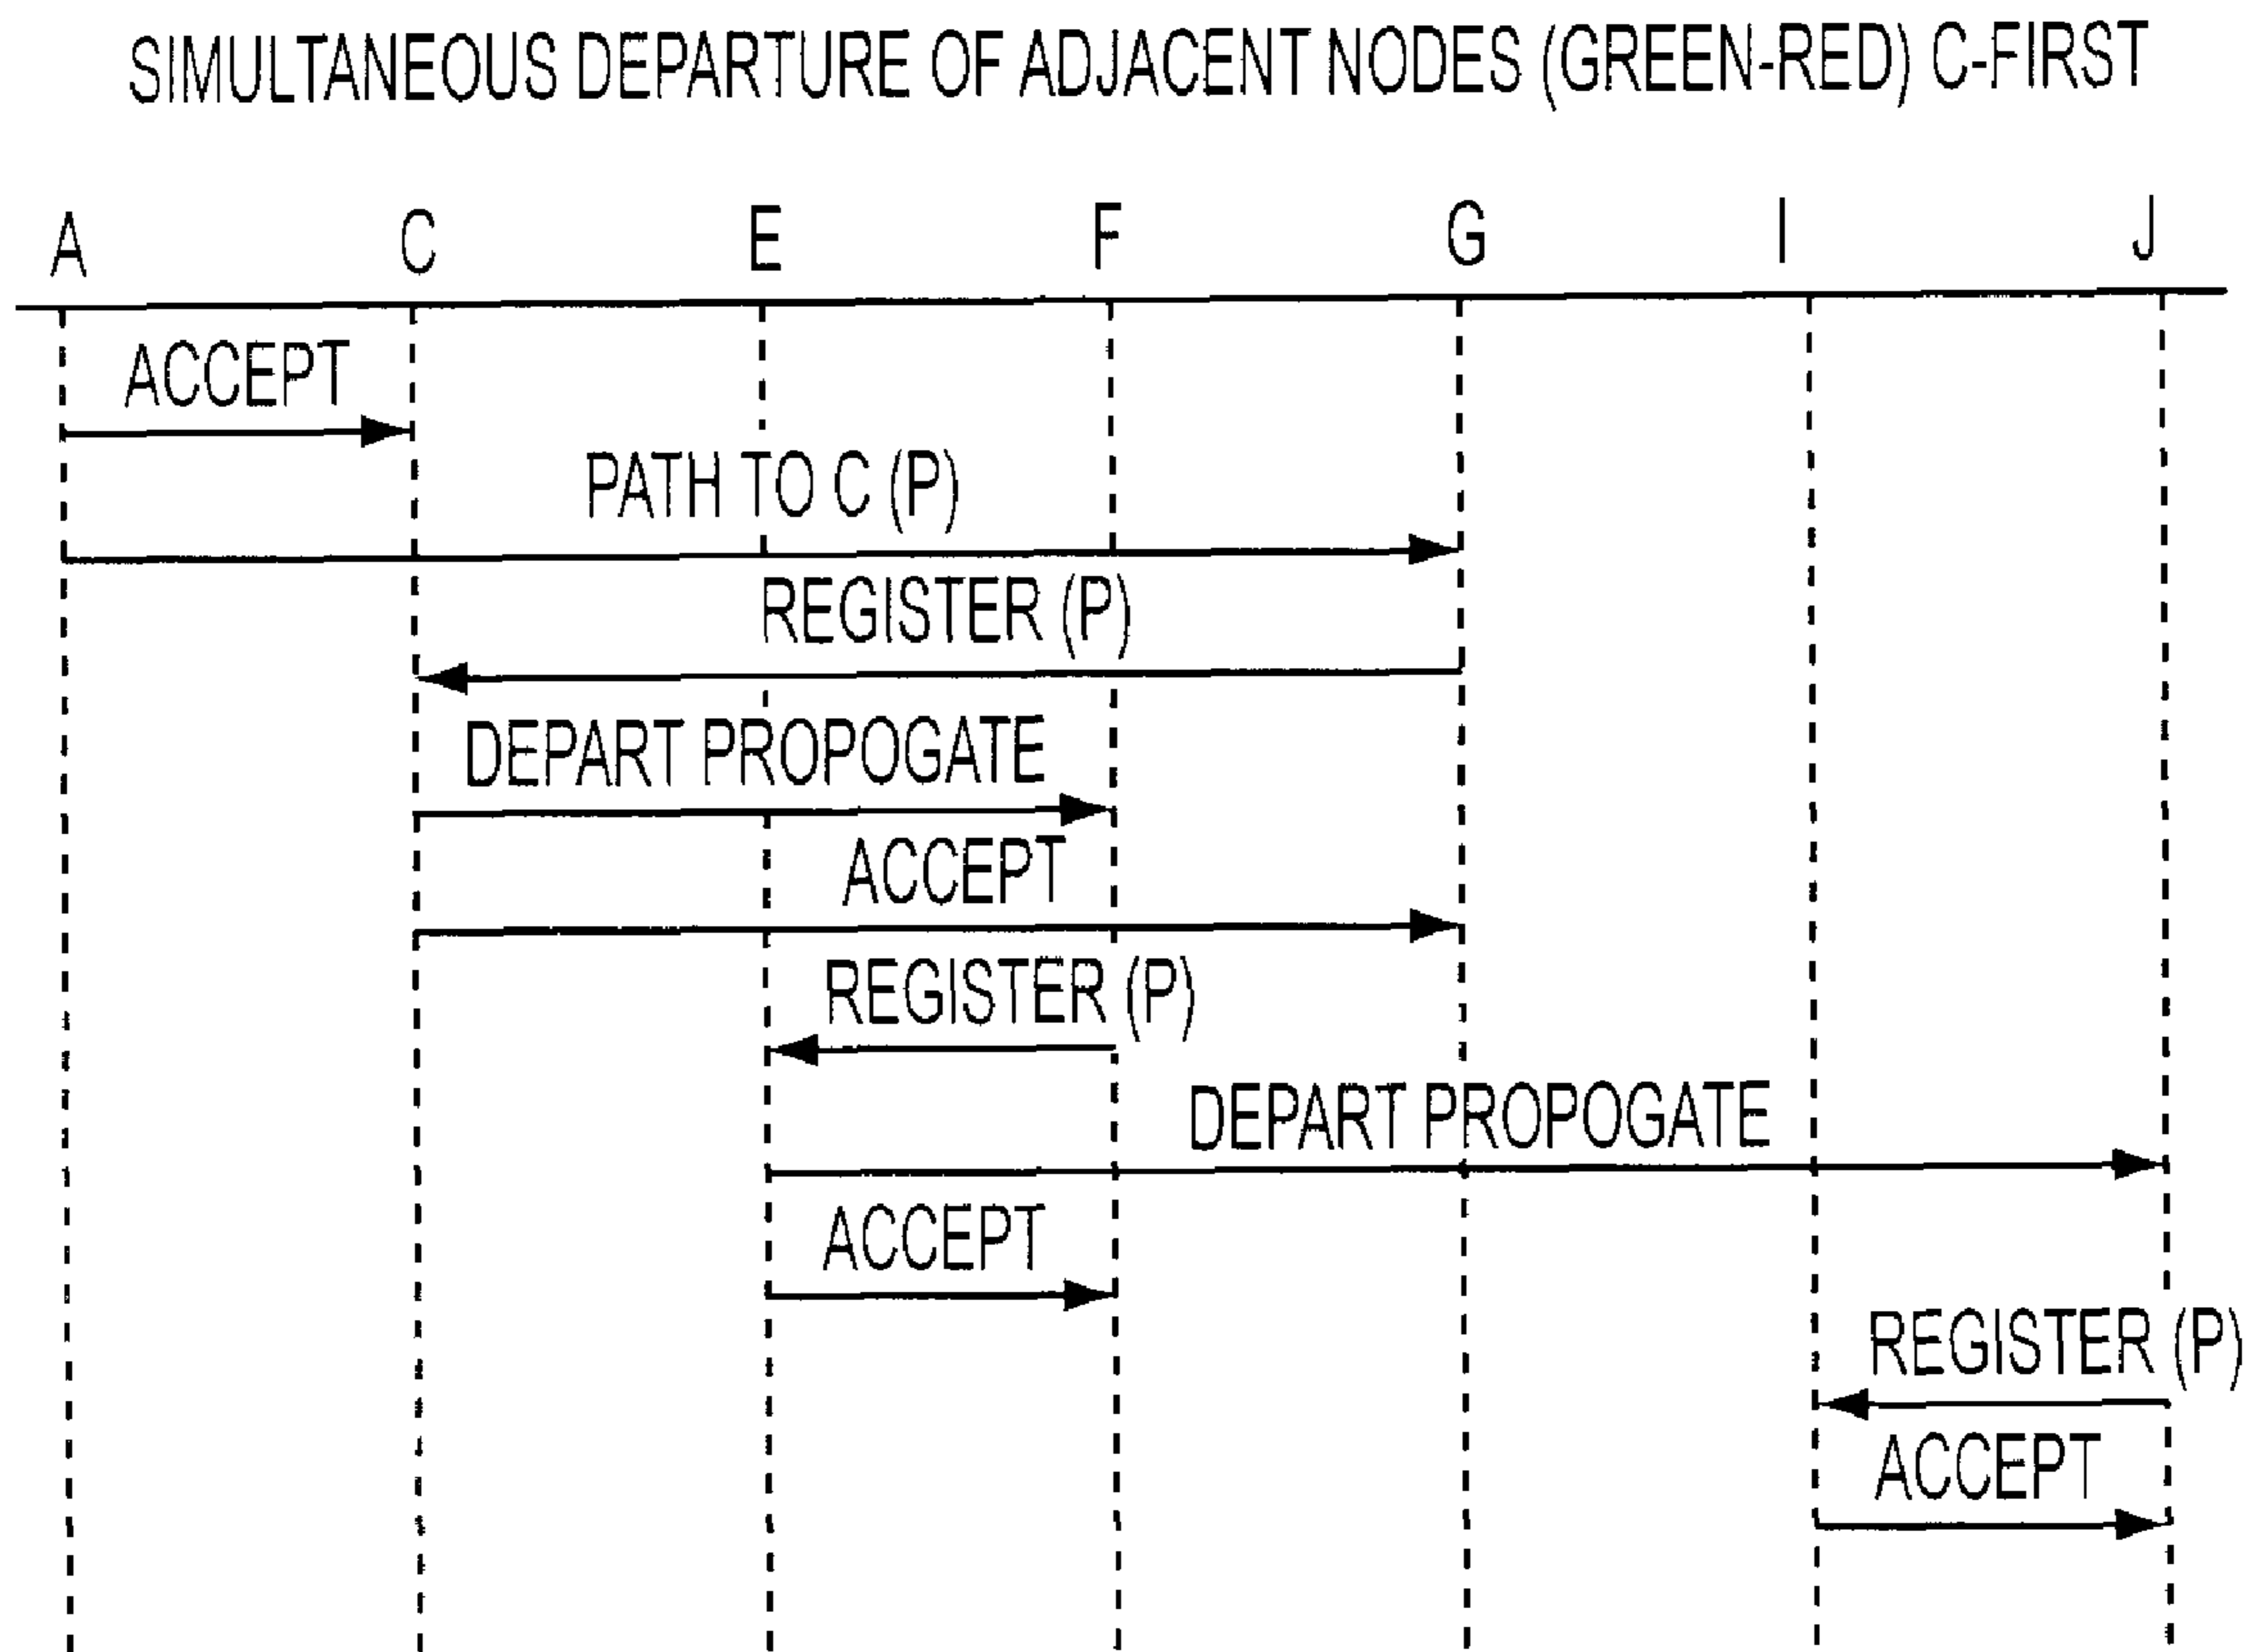 SIMULTANEOUS DEPARTURE OF ADJACENT NODES (GREEN-RED) C-FIRST
A C E F G I J
ACCEPT
PATH TO C (P)
REGISTER (P)
DEPART PROPOGATE
ACCEPT
REGISTER (P)
DEPART PROPOGATE
ACCEPT
REGISTER (P)
ACCEPT